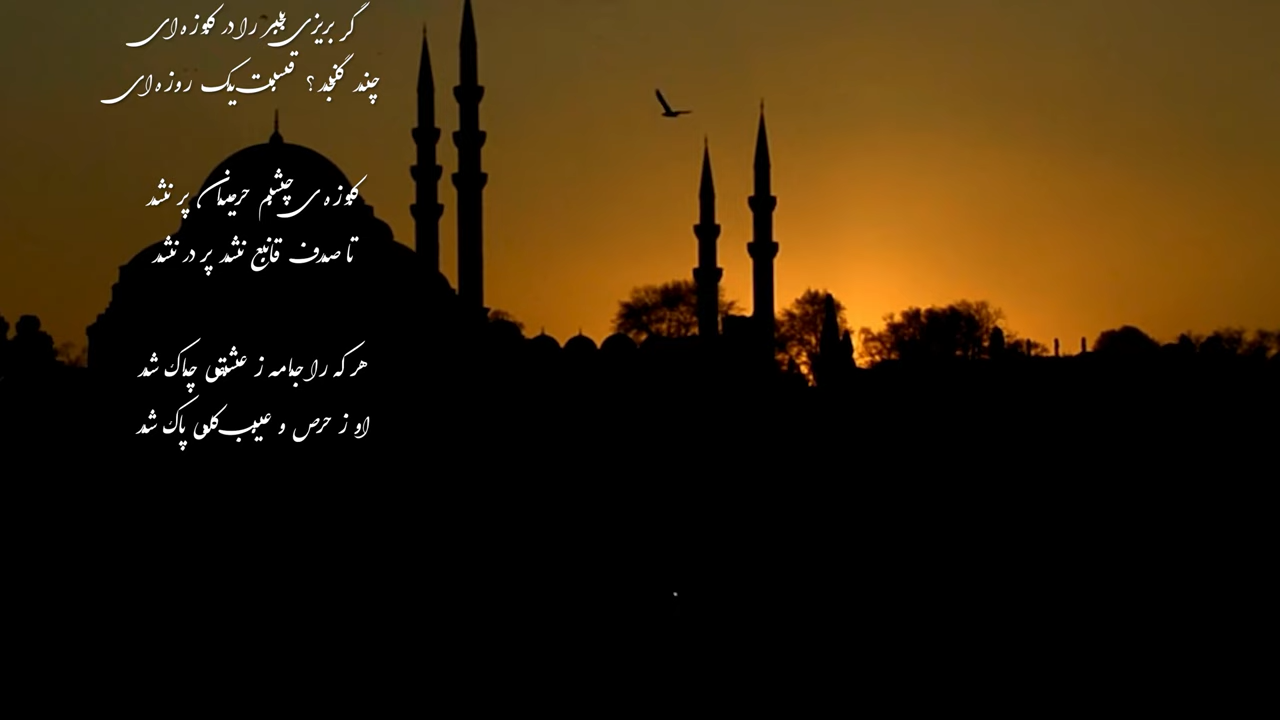 گر بریزی بحر را در کوزه‌ای
چند گنجد؟ قسمت یک روزه‌ای
کوزه‌ی چشم حریصان پر نشد
تا صدف قانع نشد پر در نشد
هر که را جامه ز عشقی چاک شد
او ز حرص و عیب کلی پاک شد